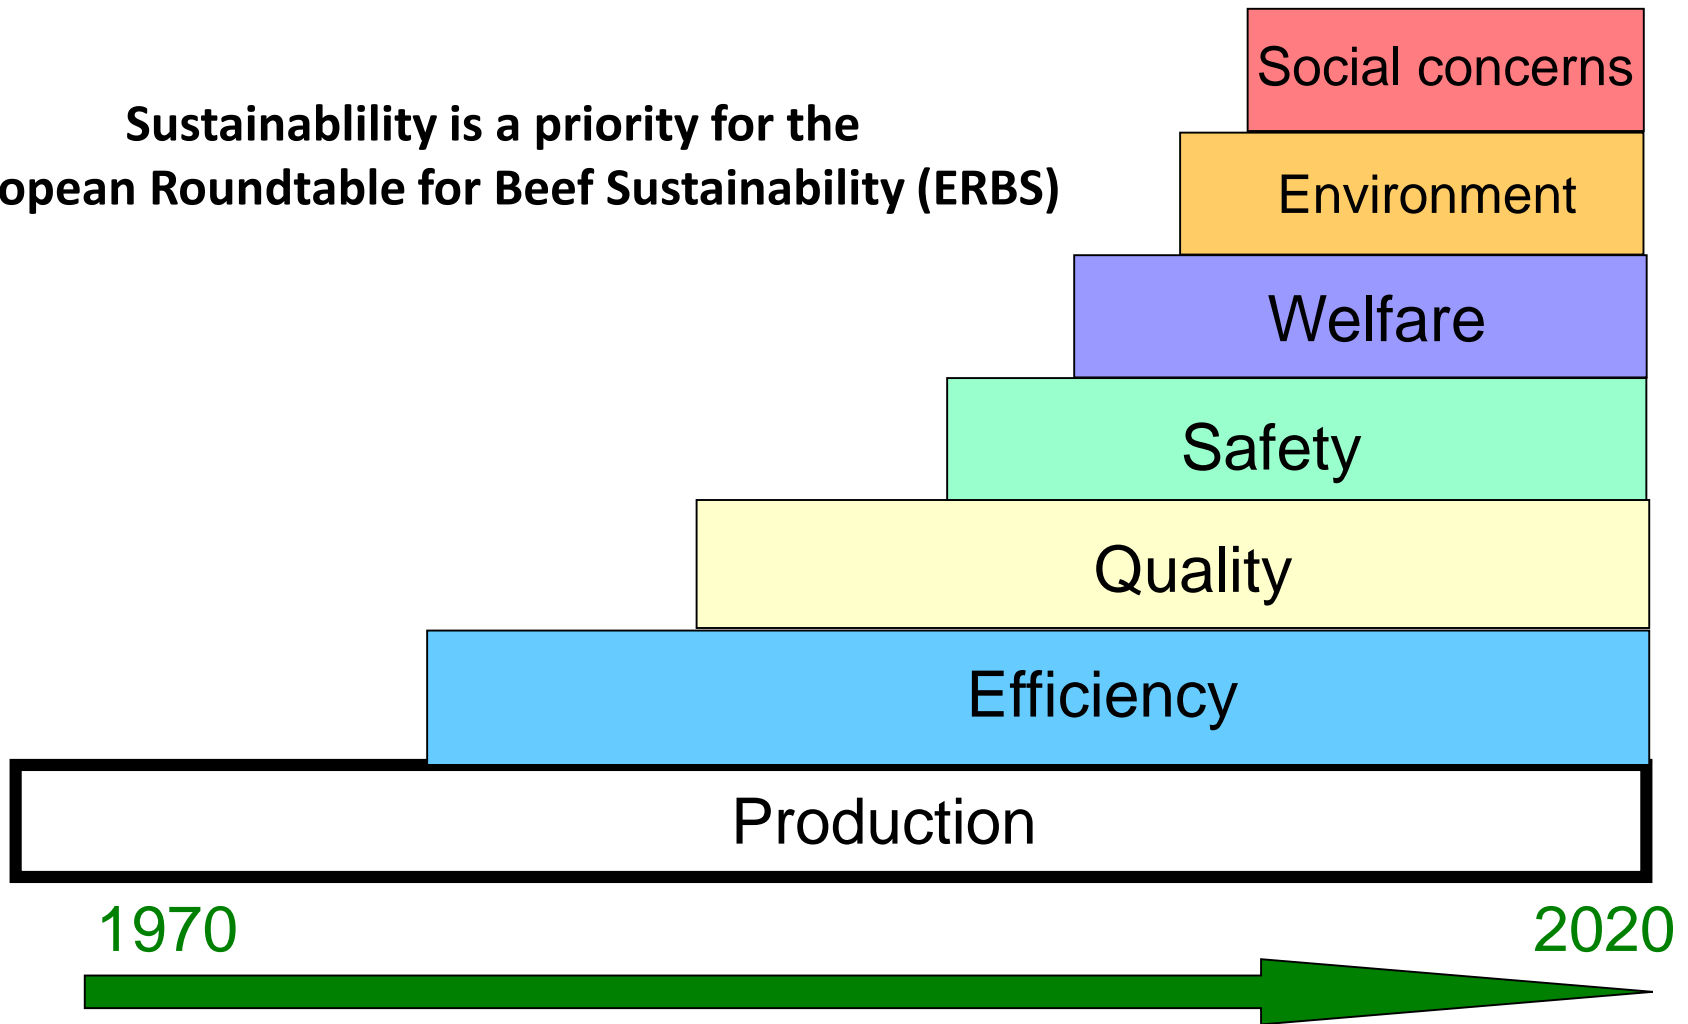 Social concerns
Sustainablility is a priority for the
opean Roundtable for Beef Sustainability (ERBS)
Environment
Welfare
Safety
Quality
Efficiency
Production
1970 2020